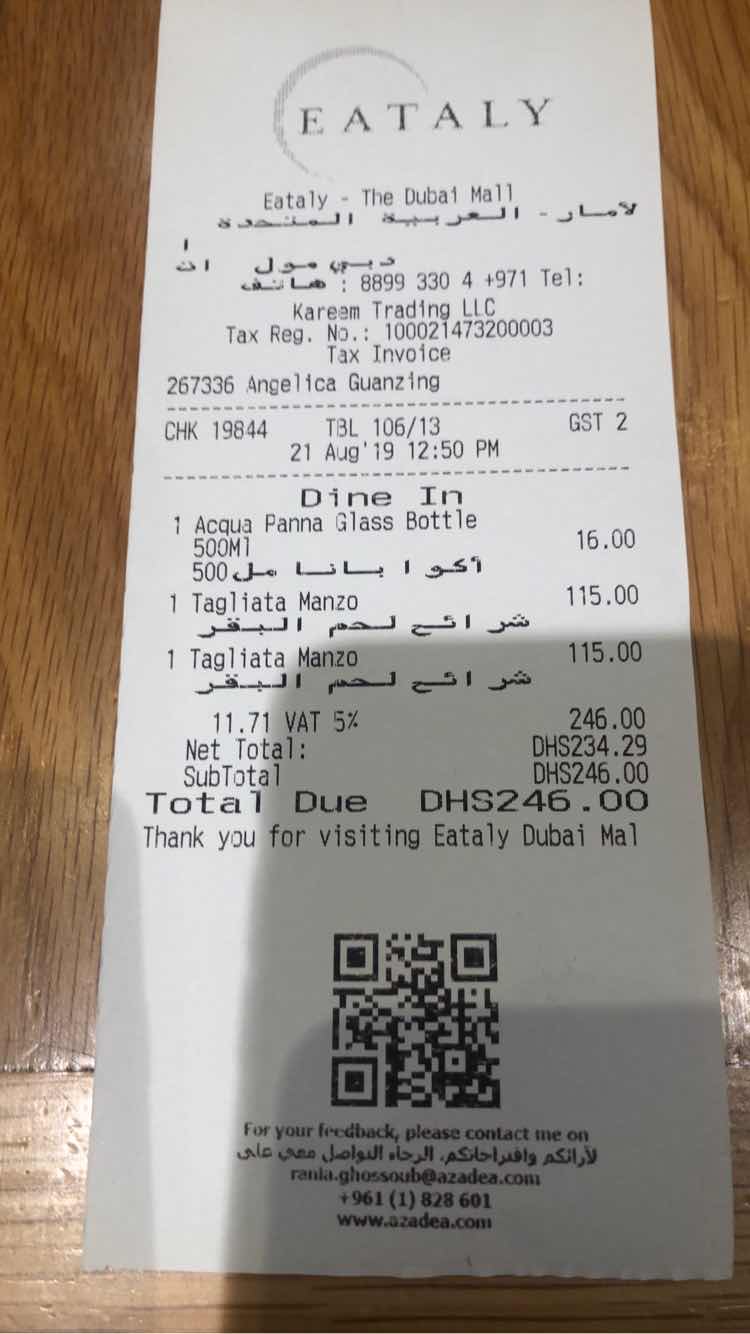 EATALY
Eataly - The Dubai Mall
لأمار- العربية المتحدة ا
دبي مول ان
هاتف : 8899 330 4 +971 Tel:
Kareem Trading LLC
Tax Reg. No.: 100021473200003
Tax Invoice
267336 Angelica Guanzing
CHK 19844 TBL 106/13 GST 2
21 Aug'19 12:50 PM
Dine In
1 Acqua Panna Glass Bottle
500Ml 16.00
أكوا بانا مل 500
1 Tagliata Manzo 115.00
شرائح لحم البقر
1 Tagliata Manzo 115.00
شرائح لحم البقر
11.71 VAT 5% 246.00
Net Total: DHS234.29
SubTotal DHS246.00
Total Due DHS246.00
Thank you for visiting Eataly Dubai Mal
For your feedback, please contact me on
لآرائكم واقتراحاتكم، الرجاء التواصل معي على
rania.ghossoub@azadea.com
+961 (1) 828 601
www.azadea.com